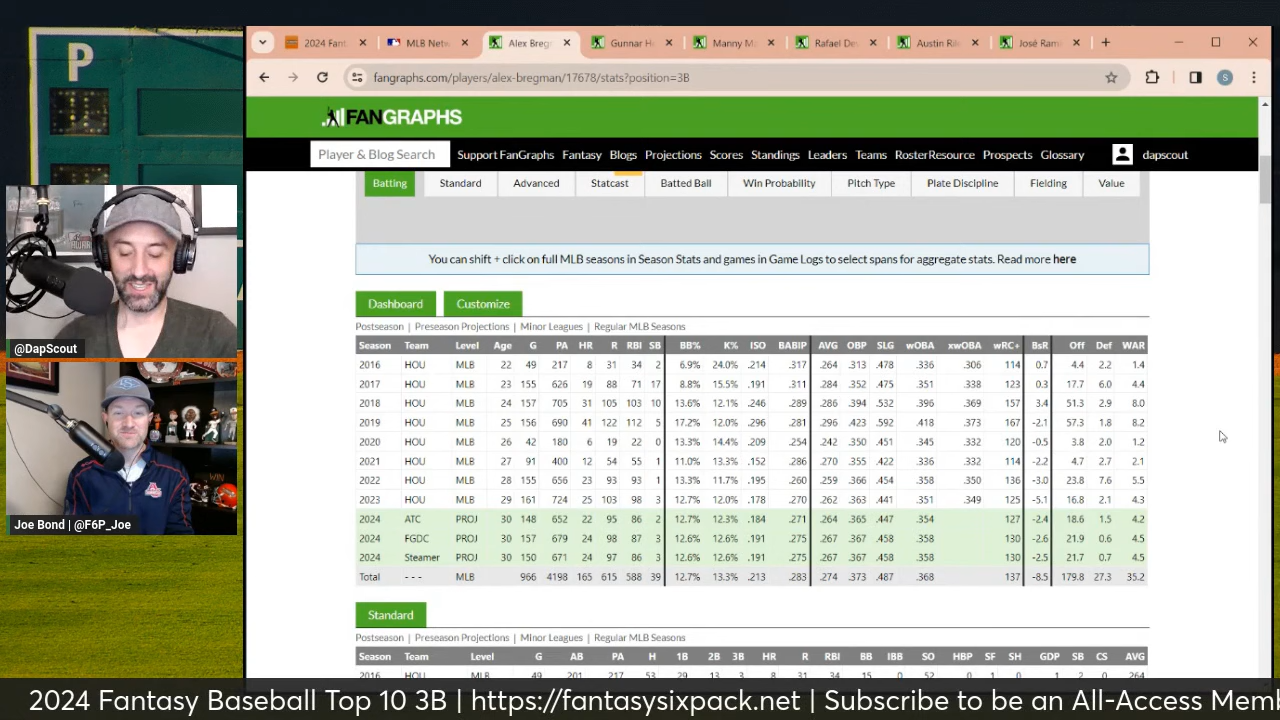 P
2024 Fant
MLB Netw
Alex Breg
Gunnar H
Manny M
Rafael De
Austin Ril
José Ram
fangraphs.com/players/alex-bregman/17678/stats?position=3B
S
FANGRAPHS
Player & Blog Search Support FanGraphs Fantasy Blogs Projections Scores Standings Leaders Teams RosterResource Prospects Glossary dapscout
Batting Standard Advanced Statcast Batted Ball Win Probability Pitch Type Plate Discipline Fielding Value
You can shift + click on full MLB seasons in Season Stats and games in Game Logs to select spans for aggregate stats. Read more here
Dashboard Customize
Postseason | Preseason Projections | Minor Leagues | Regular MLB Seasons
Season Team Level Age G PA HR R RBI SB BB% K% ISO BABIP AVG OBP SLG wOBA xwOBA wRC+ BsR Off Def WAR
2016 HOU MLB 22 49 217 8 31 34 2 6.9% 24.0% .214 .317 .264 .313 .478 .336 .306 114 0.7 4.4 2.2 1.4
2017 HOU MLB 23 155 626 19 88 71 17 8.8% 15.5% .191 .311 .284 .352 .475 .351 .338 123 0.3 17.7 6.0 4.4
2018 HOU MLB 24 157 705 31 105 103 10 13.6% 12.1% .246 .289 .286 .394 .532 .396 .369 157 3.4 51.3 2.9 8.0
2019 HOU MLB 25 156 690 41 122 112 5 17.2% 12.0% .296 .281 .296 .423 .592 .418 .373 167 -2.1 57.3 1.8 8.2
2020 HOU MLB 26 42 180 6 19 22 0 13.3% 14.4% .209 .254 .242 .350 .451 .345 .332 120 -0.5 3.8 2.0 1.2
2021 HOU MLB 27 91 400 12 54 55 1 11.0% 13.3% .152 .286 .270 .355 .422 .336 .332 114 -2.2 4.7 2.7 2.1
2022 HOU MLB 28 155 656 23 93 93 1 13.3% 11.7% .195 .260 .259 .366 .454 .358 .350 136 -3.0 23.8 7.6 5.5
2023 HOU MLB 29 161 724 25 103 98 3 12.7% 12.0% .178 .270 .262 .363 .441 .351 .349 125 -5.1 16.8 2.1 4.3
2024 ATC PROJ 30 148 652 22 95 86 2 12.7% 12.3% .184 .271 .264 .365 .447 .354 127 -2.4 18.6 1.5 4.2
2024 FGDC PROJ 30 157 679 24 98 87 3 12.6% 12.6% .191 .275 .267 .367 .458 .358 130 -2.6 21.9 0.6 4.5
2024 Steamer PROJ 30 150 671 24 97 86 3 12.6% 12.6% .191 .275 .267 .367 .458 .358 130 -2.5 21.7 0.7 4.5
Total - - - MLB 966 4198 165 615 588 39 12.7% 13.3% .213 .283 .274 .373 .487 .368 137 -8.5 179.8 27.3 35.2
Standard
Postseason | Preseason Projections | Minor Leagues | Regular MLB Seasons
Season Team Level G AB PA H 1B 2B 3B HR R RBI BB IBB SO HBP SF SH GDP SB CS AVG
2016 HOU MLB 49 201 217 53 29 13 3 8 31 34 15 0 52 0 1 0 1 2 0 .264
@DapScout
Joe Bond | @F6P_Joe
2024 Fantasy Baseball Top 10 3B | https://fantasysixpack.net | Subscribe to be an All-Access Mem